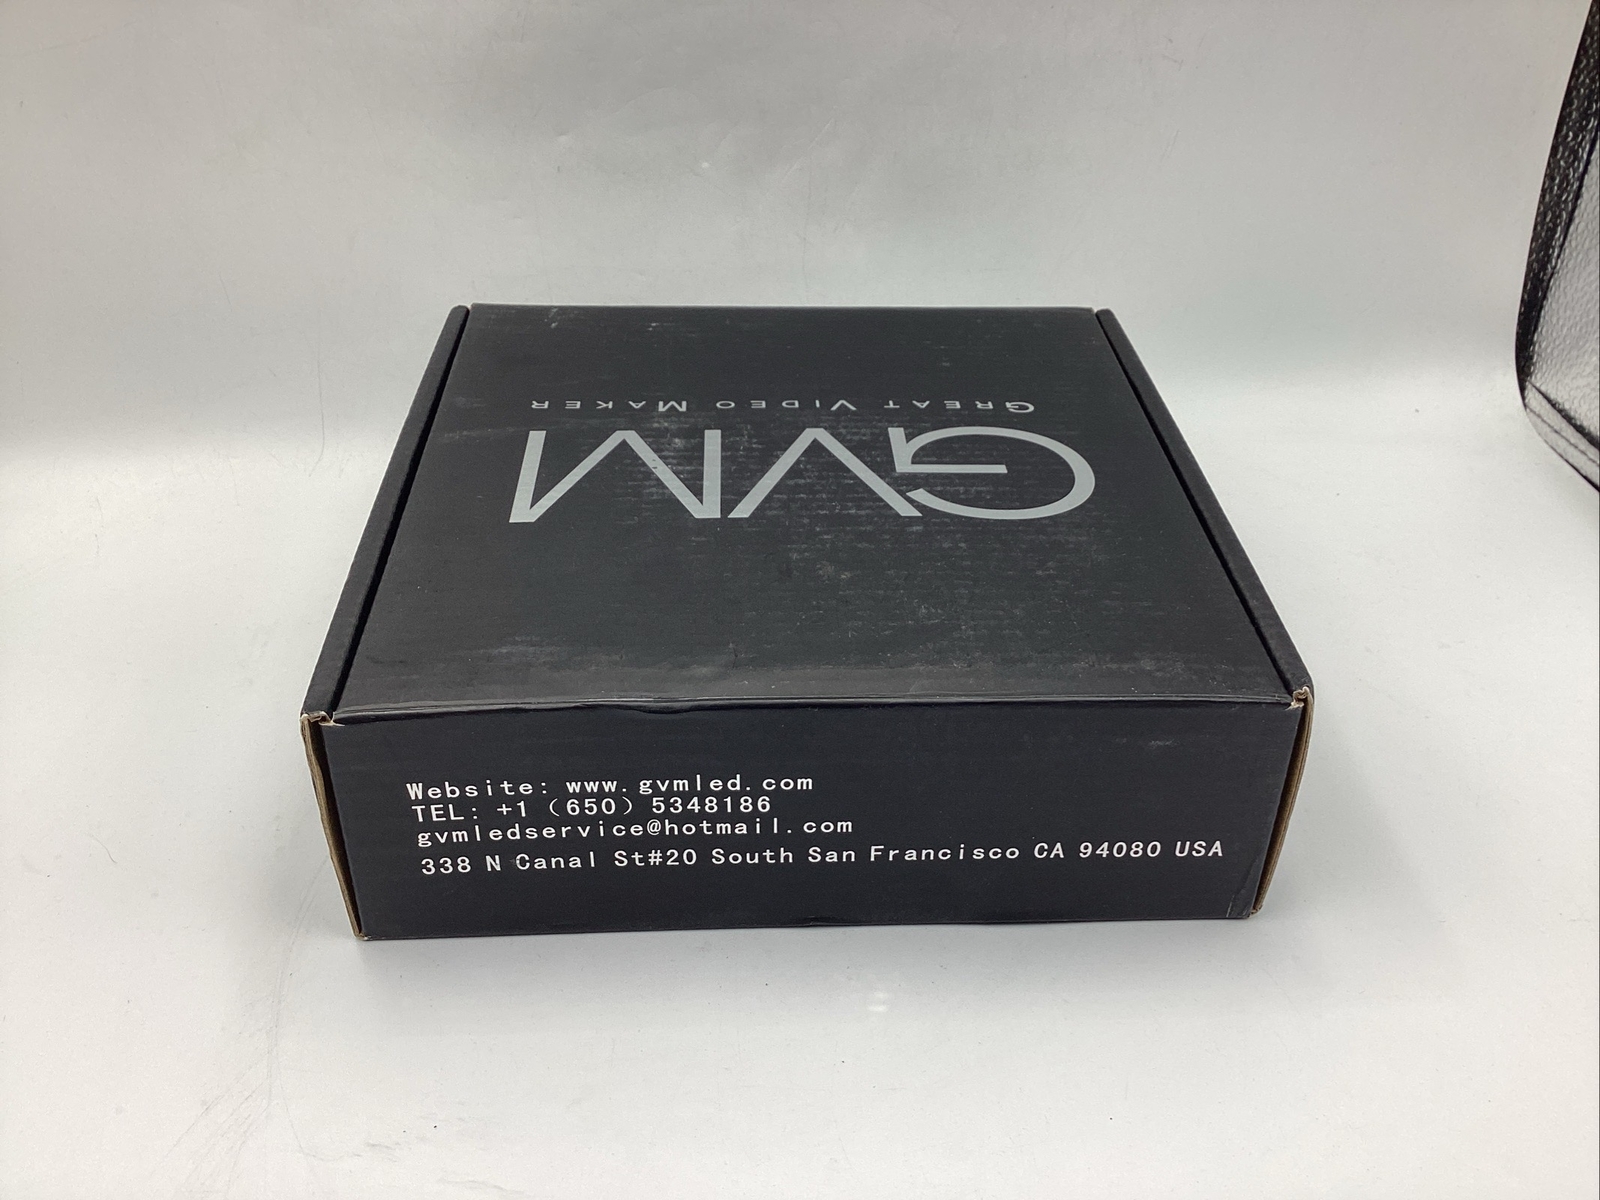 GVM
GREAT VIDEO MAKER
Website: www.gvmled.com
TEL: +1 (650) 5348186
gvmledservice@hotmail.com
338 N Canal St#20 South San Francisco CA 94080 USA